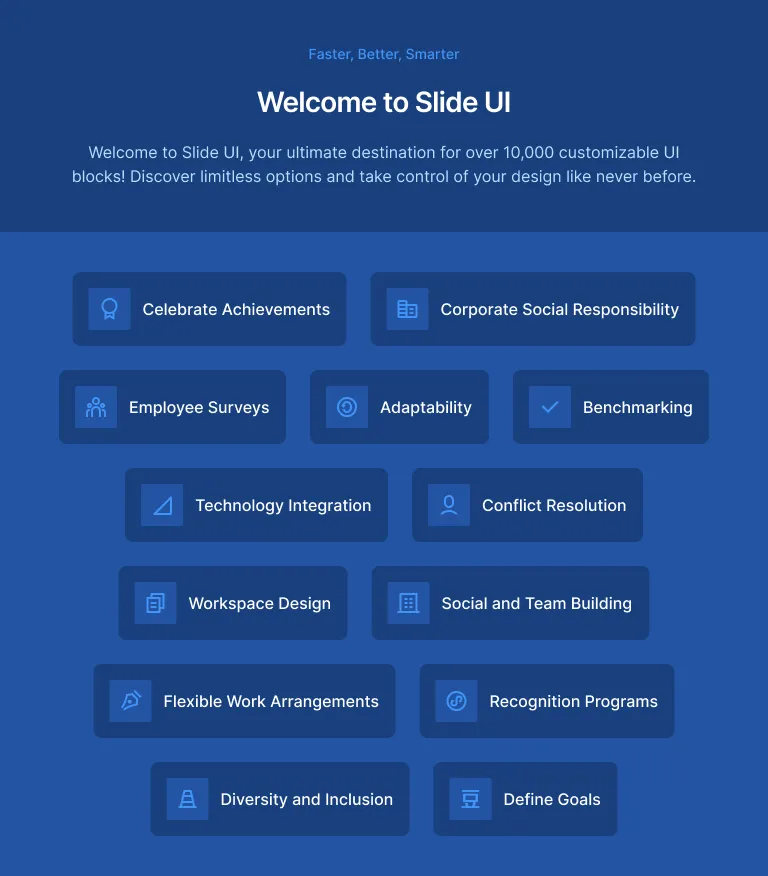 Faster, Better, Smarter
Welcome to Slide UI
Welcome to Slide UI, your ultimate destination for over 10,000 customizable UI
blocks! Discover limitless options and take control of your design like never before.
Celebrate Achievements
Corporate Social Responsibility
Employee Surveys
Adaptability
Benchmarking
Technology Integration
Conflict Resolution
Workspace Design
Social and Team Building
Flexible Work Arrangements
Recognition Programs
Diversity and Inclusion
Define Goals